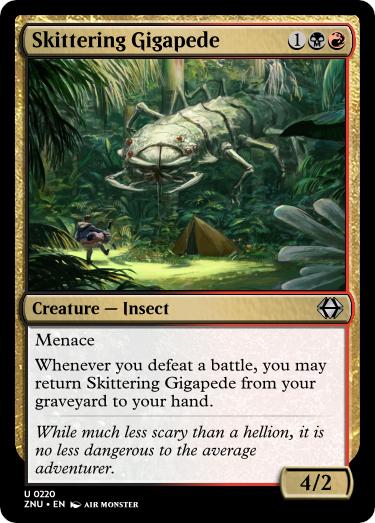 Skittering Gigapede 1
Creature — Insect
Menace
Whenever you defeat a battle, you may
return Skittering Gigapede from your
graveyard to your hand.
While much less scary than a hellion, it is
no less dangerous to the average
adventurer.
4/2
U 0220
ZNU • EN AIR MONSTER